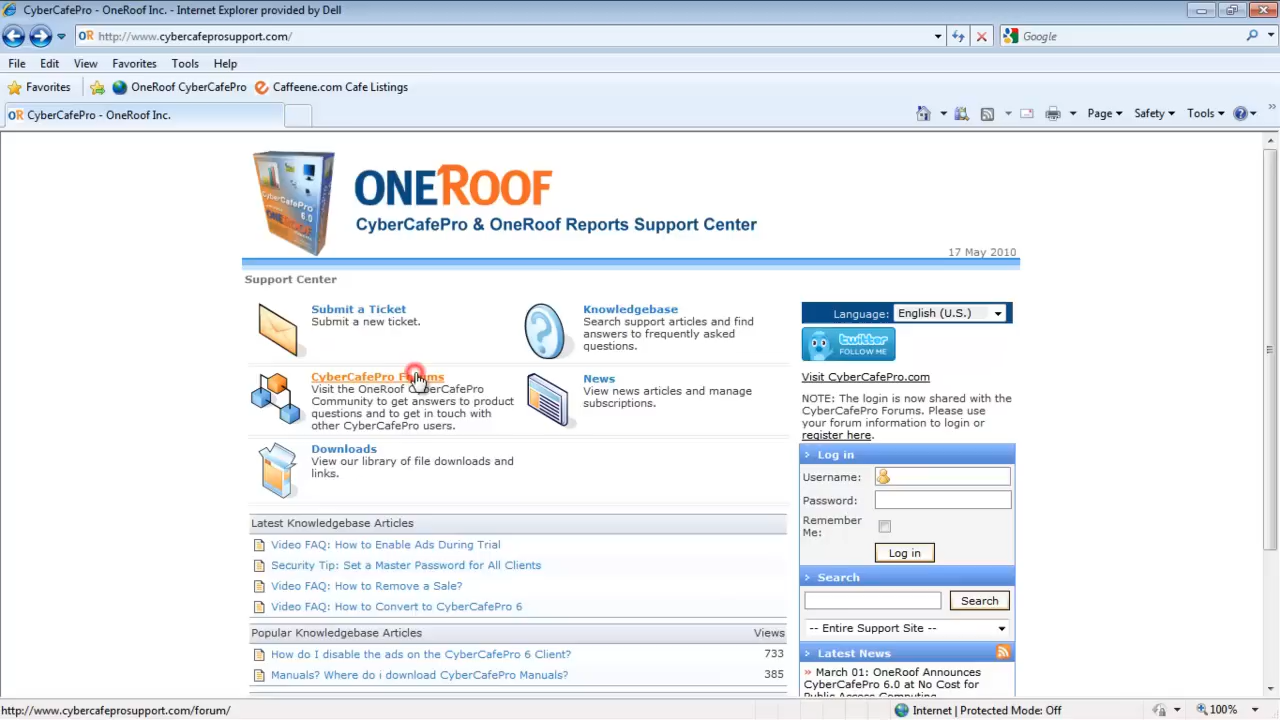 CyberCafePro - OneRoof Inc. - Internet Explorer provided by Dell
http://www.cybercafeprosupport.com/
Google
File Edit View Favorites Tools Help
Favorites OneRoof CyberCafePro Caffeene.com Cafe Listings
CyberCafePro - OneRoof Inc.
Page Safety Tools
CyberCafePro
6.0
ONEROOF
ONEROOF
CyberCafePro & OneRoof Reports Support Center
17 May 2010
Support Center
Submit a Ticket
Submit a new ticket.
Knowledgebase
Search support articles and find
answers to frequently asked
questions.
CyberCafePro Forums
Visit the OneRoof CyberCafePro
Community to get answers to product
questions and to get in touch with
other CyberCafePro users.
News
View news articles and manage
subscriptions.
Downloads
View our library of file downloads and
links.
Latest Knowledgebase Articles
Video FAQ: How to Enable Ads During Trial
Security Tip: Set a Master Password for All Clients
Video FAQ: How to Remove a Sale?
Video FAQ: How to Convert to CyberCafePro 6
Popular Knowledgebase Articles Views
How do I disable the ads on the CyberCafePro 6 Client? 733
Manuals? Where do i download CyberCafePro Manuals? 385
Language: English (U.S.)
twitter
FOLLOW ME
Visit CyberCafePro.com
NOTE: The login is now shared with the
CyberCafePro Forums. Please use
your forum information to login or
register here.
Log in
Username:
Password:
Remember
Me:
Log in
Search
Search
-- Entire Support Site --
Latest News
» March 01: OneRoof Announces
CyberCafePro 6.0 at No Cost for
Public Access Computing
http://www.cybercafeprosupport.com/forum/
Internet | Protected Mode: Off
100%